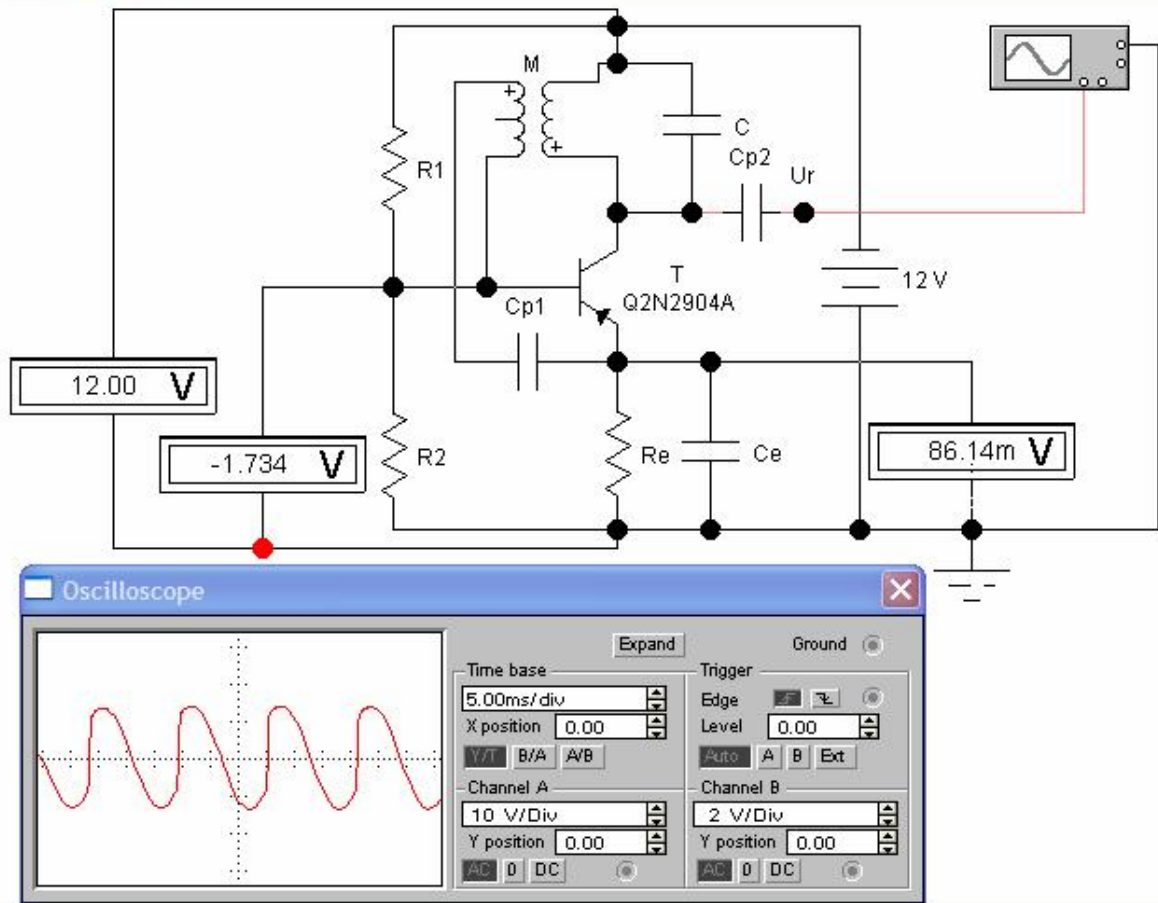 M
R1
C
Cp2
Ur
T
Q2N2904A
12 V
Cp1
12.00 V
-1.734 V
R2
Re
Ce
86.14m V
Oscilloscope
Expand
Ground
Time base
5.00ms/div
X position 0.00
Y/T B/A A/B
Trigger
Edge
Level 0.00
Auto A B Ext
Channel A
10 V/Div
Y position 0.00
AC 0 DC
Channel B
2 V/Div
Y position 0.00
AC 0 DC